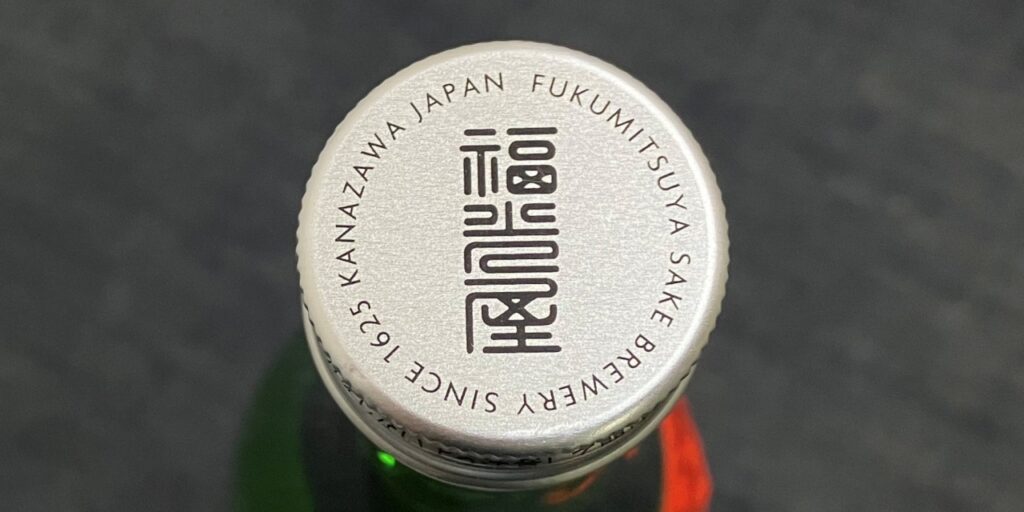 FUKUMITSUYA SAKE BREWERY SINCE 1625 KANAZAWA JAPAN
福光屋